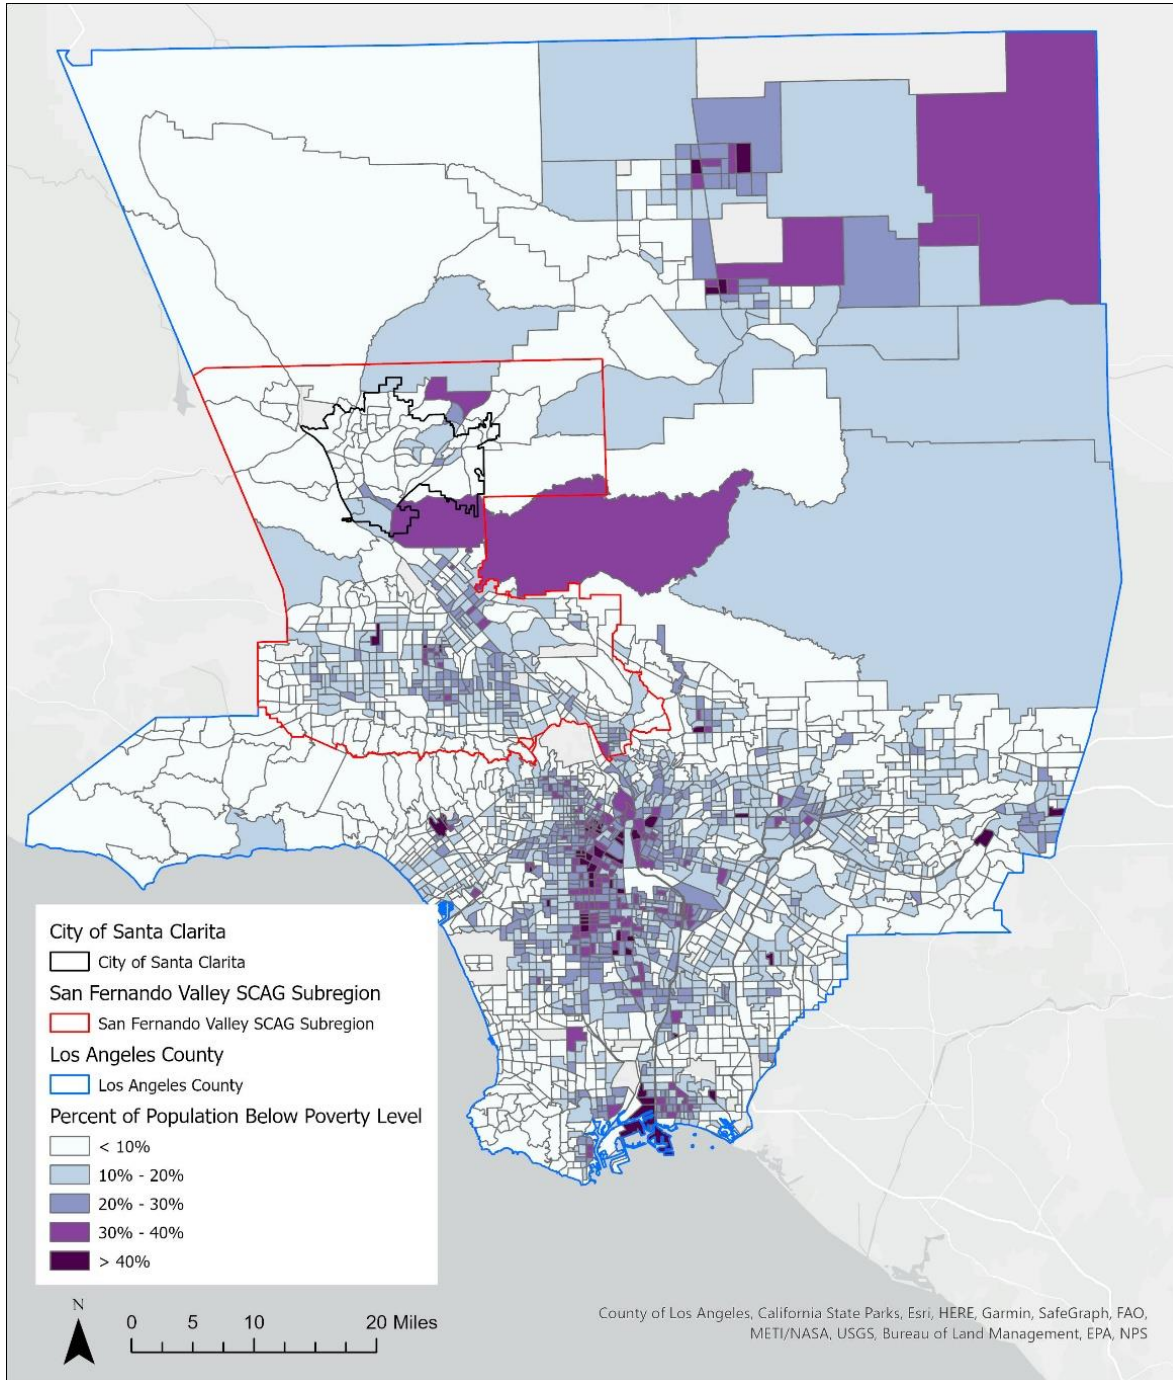 City of Santa Clarita
City of Santa Clarita
San Fernando Valley SCAG Subregion
San Fernando Valley SCAG Subregion
Los Angeles County
Los Angeles County
Percent of Population Below Poverty Level
< 10%
10% - 20%
20% - 30%
30% - 40%
> 40%
N
0 5 10 20 Miles
County of Los Angeles, California State Parks, Esri, HERE, Garmin, SafeGraph, FAO,
METI/NASA, USGS, Bureau of Land Management, EPA, NPS